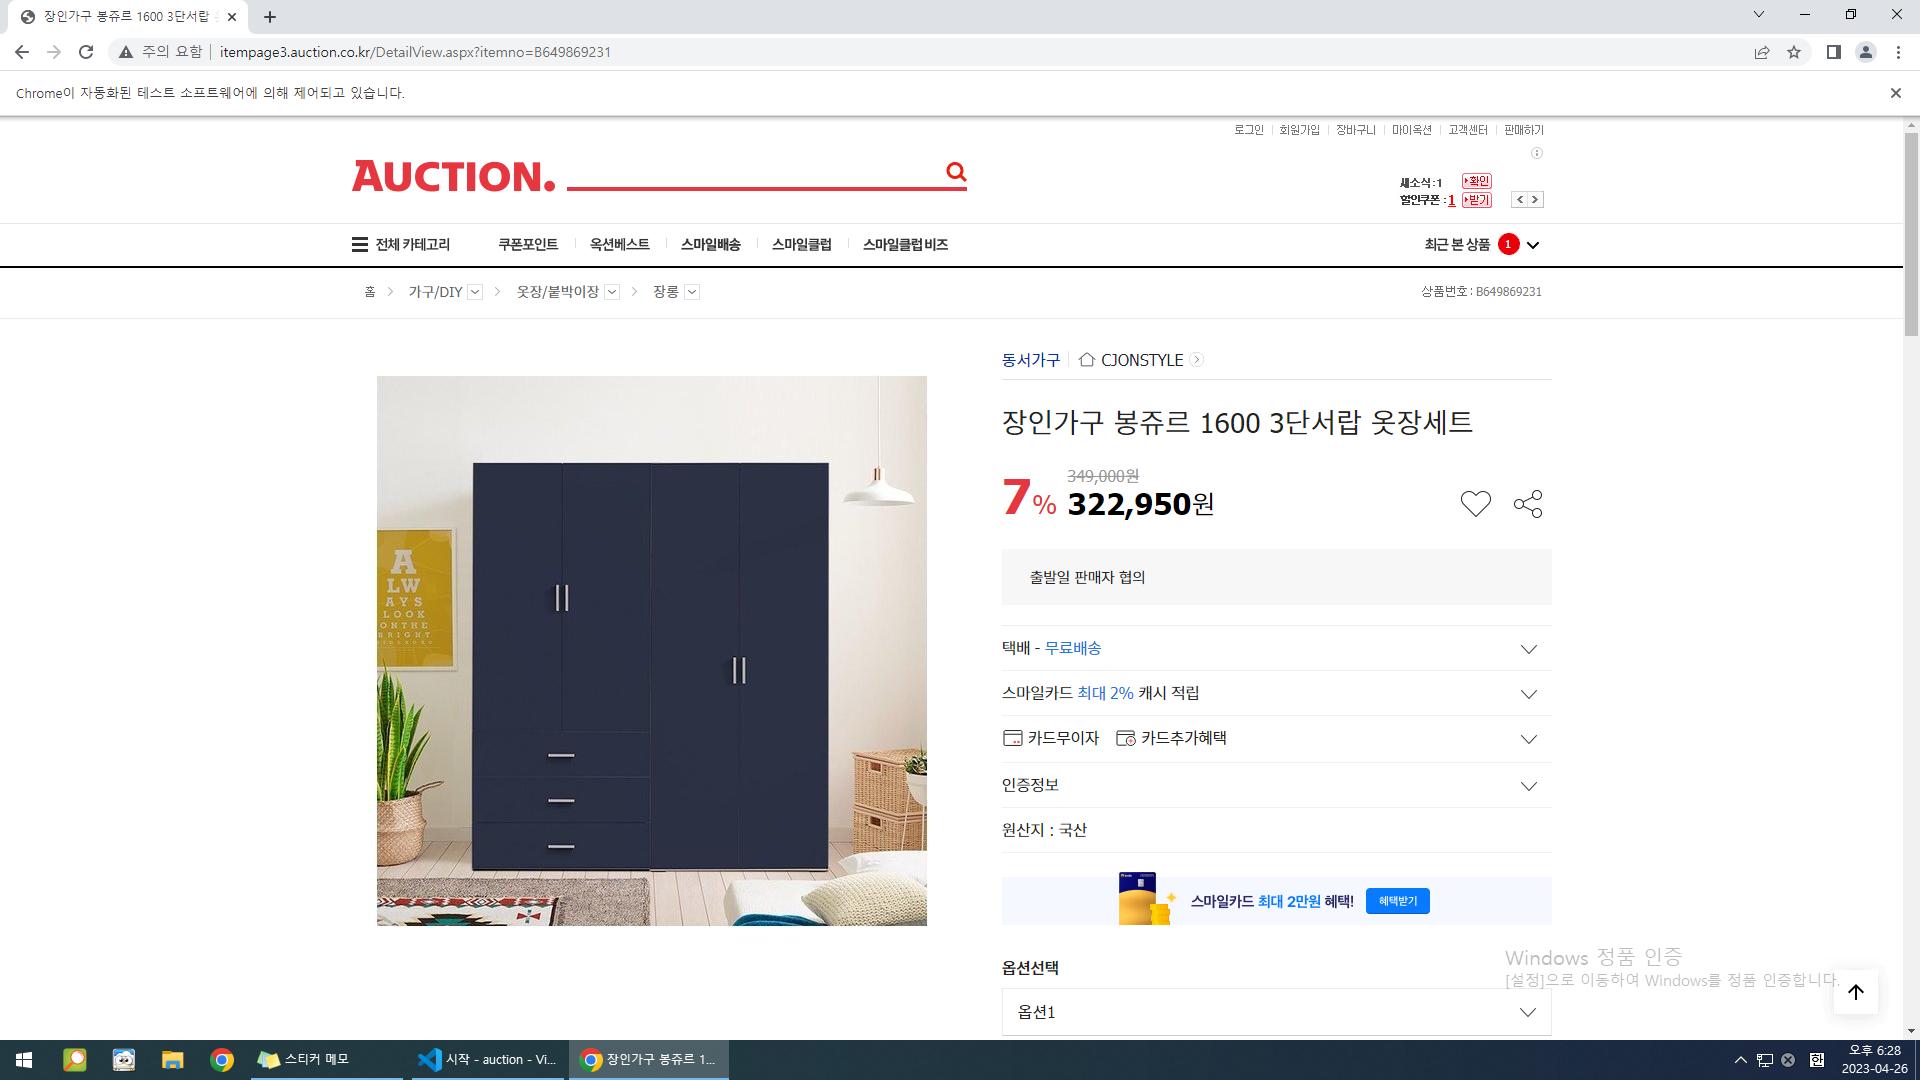 장인가구 봉쥬르 1600 3단서랍
주의 요함
itempage3.auction.co.kr/DetailView.aspx?itemno=B649869231
Chrome이 자동화된 테스트 소프트웨어에 의해 제어되고 있습니다.
로그인 회원가입 장바구니 마이옥션 고객센터 판매하기
AUCTION.
새소식 : 1 확인
할인쿠폰 : 1 받기
전체 카테고리 쿠폰포인트 옥션베스트 스마일배송 스마일클럽 스마일클럽 비즈 최근 본 상품 1
홈 > 가구/DIY > 옷장/붙박이장 > 장롱
상품번호 : B649869231
동서가구 CJONSTYLE
장인가구 봉쥬르 1600 3단서랍 옷장세트
349,000원
7% 322,950원
출발일 판매자 협의
택배 - 무료배송
스마일카드 최대 2% 캐시 적립
카드무이자 카드추가혜택
인증정보
원산지 : 국산
스마일카드 최대 2만원 혜택! 혜택받기
옵션선택
옵션1
A
LW
AYS
LOOK
ON THE
BRIGHT
Windows 정품 인증
[설정]으로 이동하여 Windows를 정품 인증합니다.
스티커 메모
시작 - auction - Vi...
장인가구 봉쥬르 1...
한
오후 6:28
2023-04-26